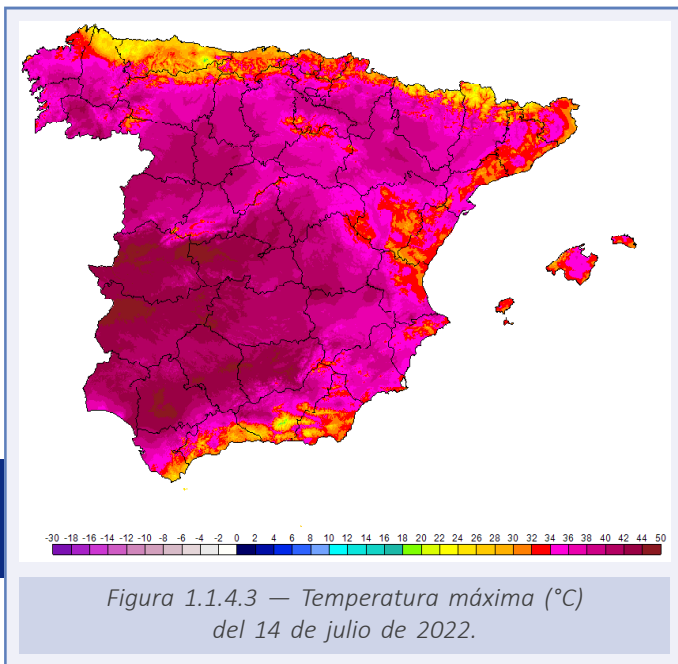 -30 -18 -16 -14 -12 -10 -8 -6 -4 -2 0 2 4 6 8 10 12 14 16 18 20 22 24 26 28 30 32 34 36 38 40 42 44 46 48 50
Figura 1.1.4.3 — Temperatura máxima (°C)
del 14 de julio de 2022.